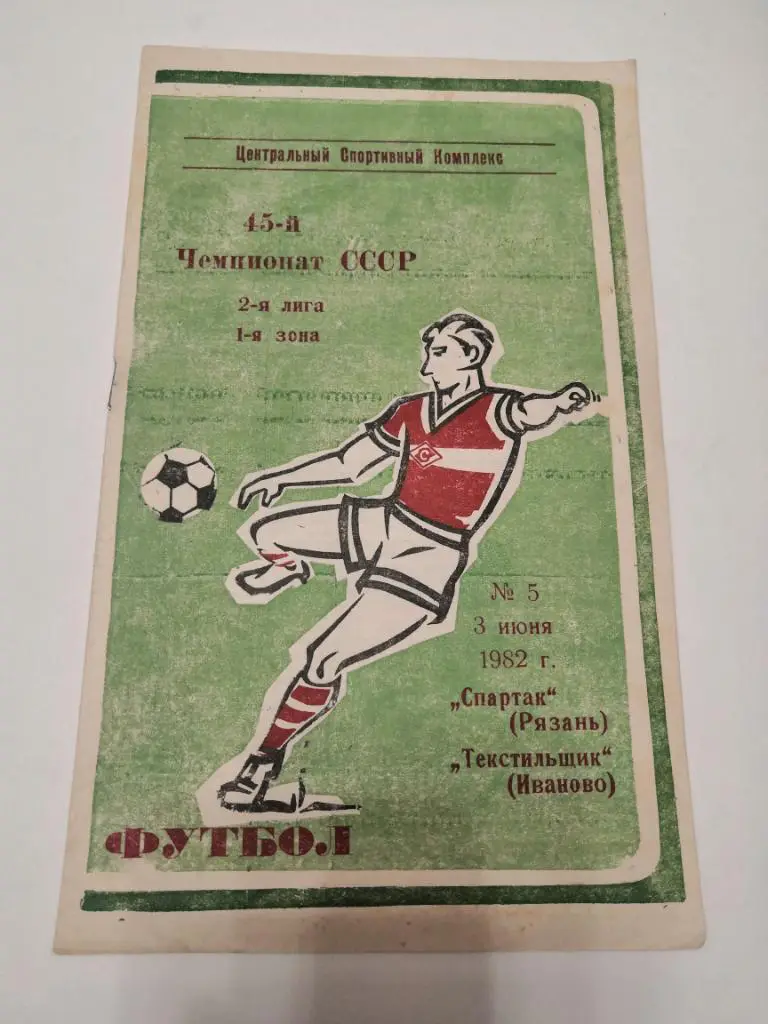 Центральный Спортивный Комплекс
45-й
Чемпионат СССР
2-я лига
1-я зона
С
№ 5
3 июня
1982 г.
„Спартак“
(Рязань)
„Текстильщик“
(Иваново)
ФУТБОЛ